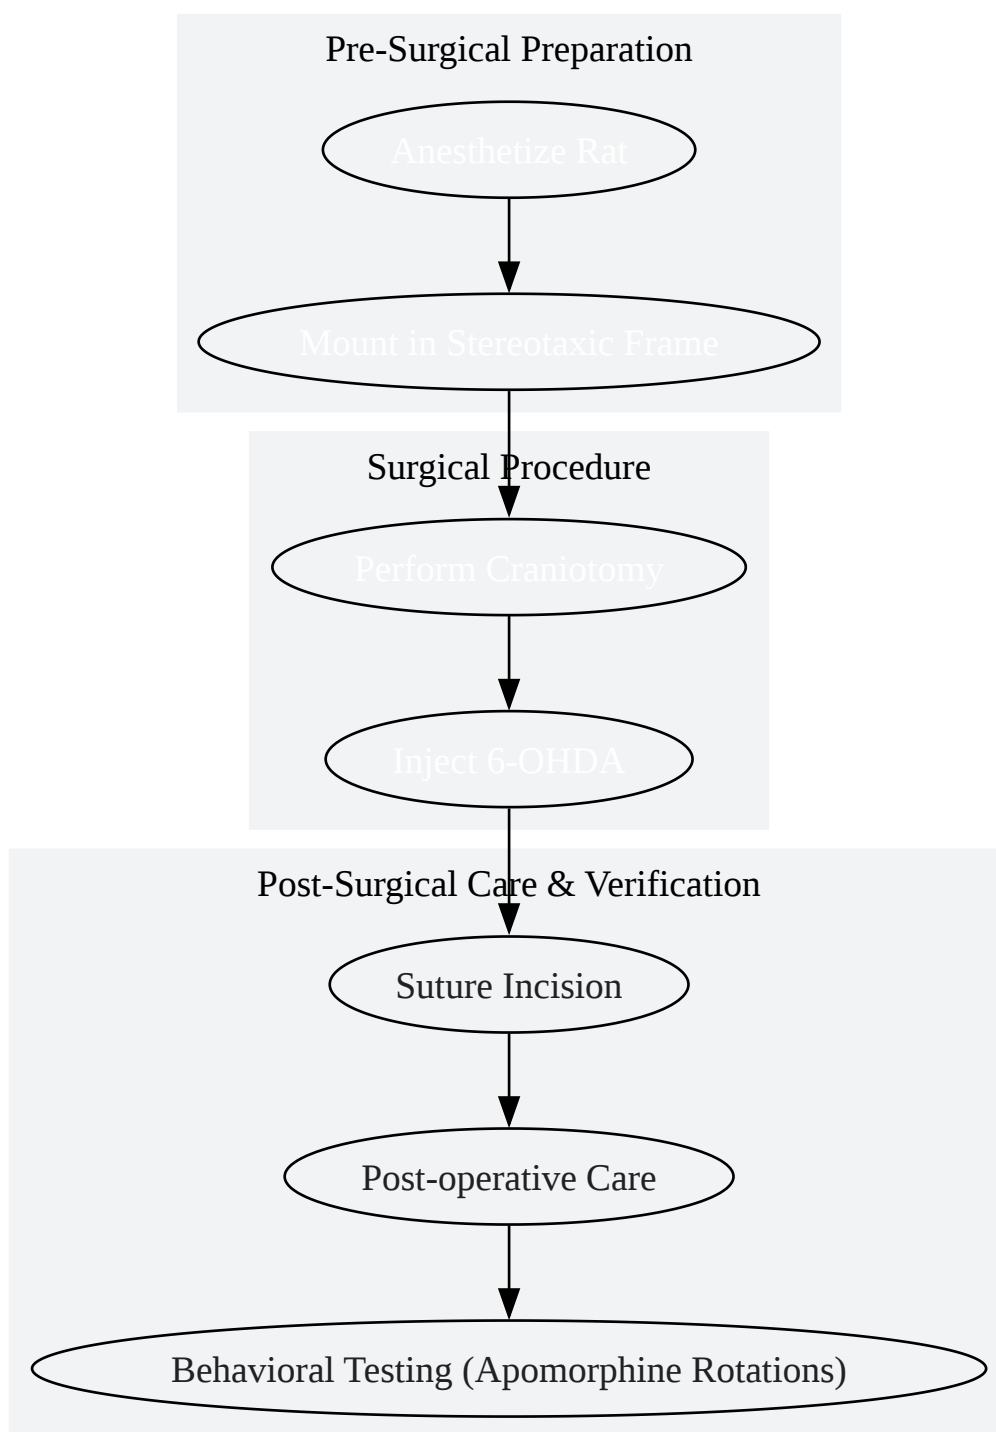 Pre-Surgical Preparation
Anesthetize Rat
Mount in Stereotaxic Frame
Surgical Procedure
Perform Craniotomy
Inject 6-OHDA
Post-Surgical Care & Verification
Suture Incision
Post-operative Care
Behavioral Testing (Apomorphine Rotations)